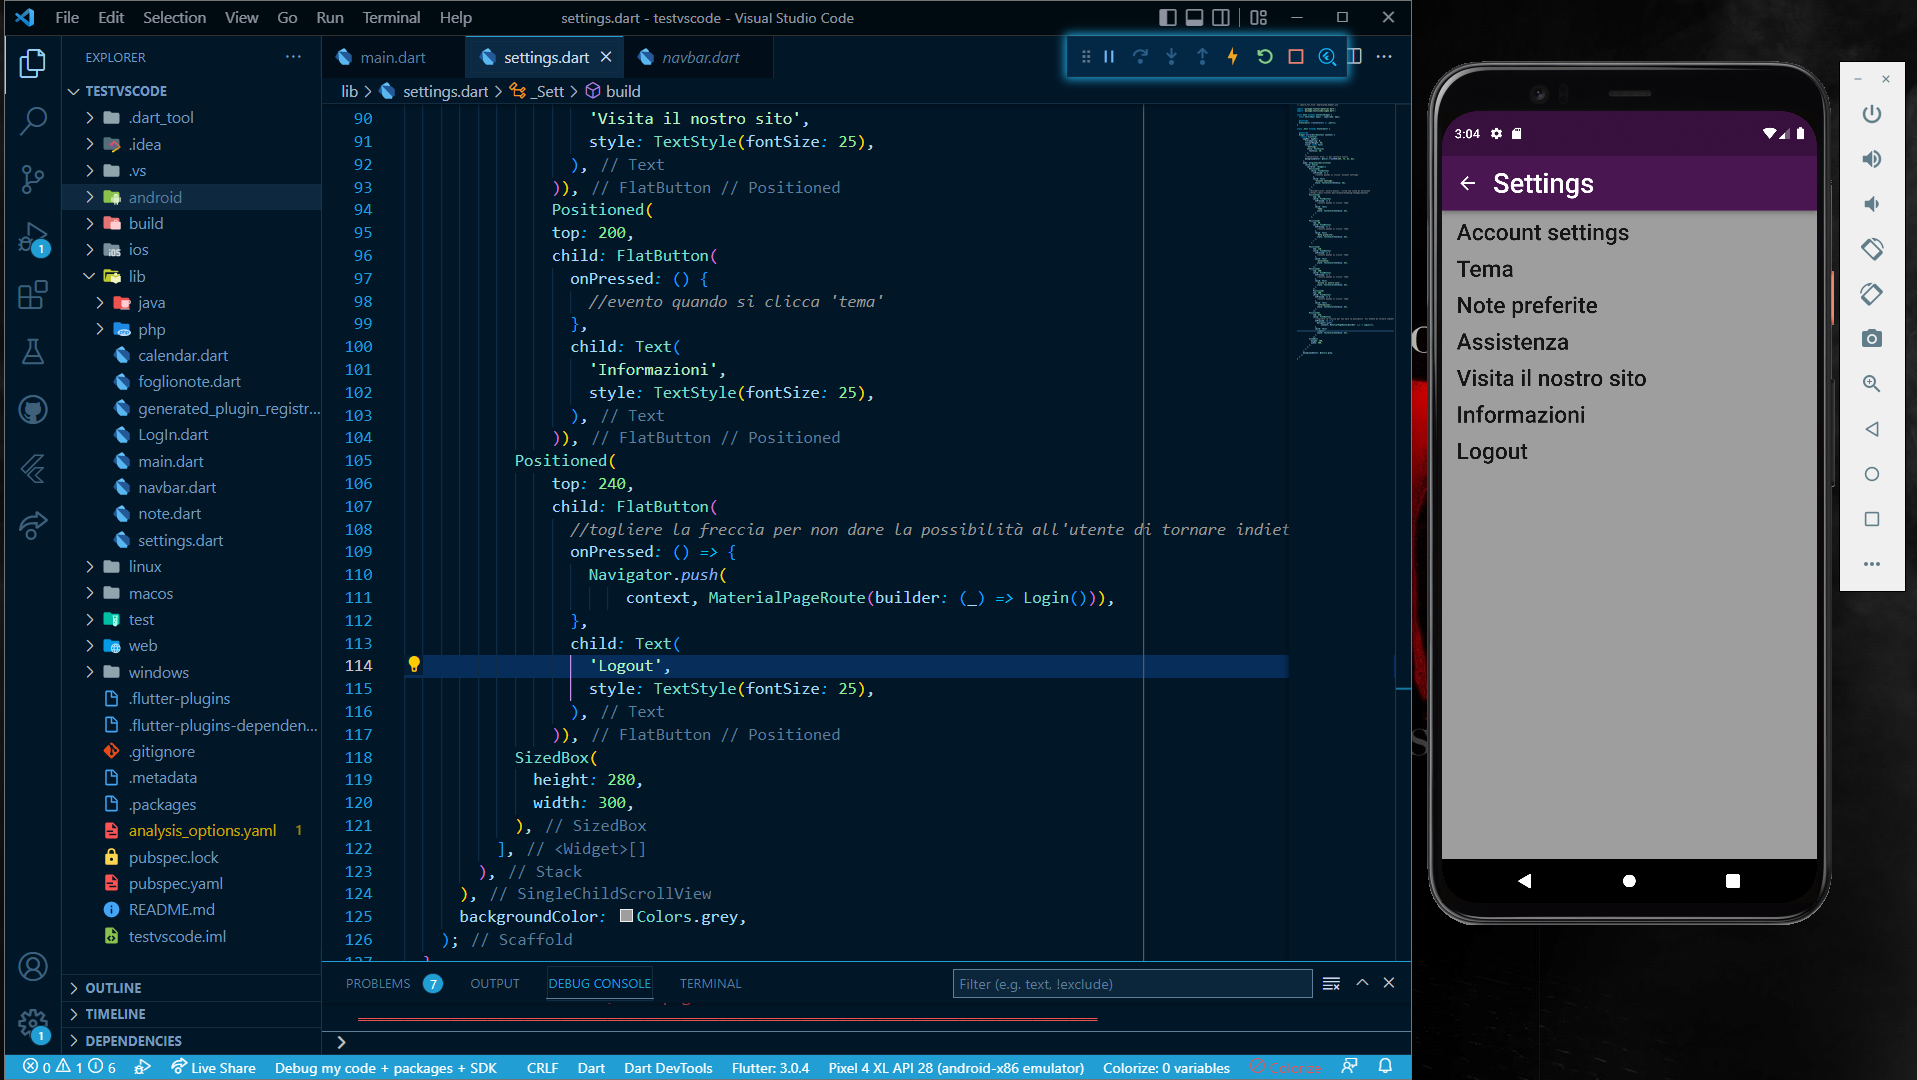 File Edit Selection View Go Run Terminal Help
settings.dart - testvscode - Visual Studio Code
EXPLORER
TESTVSCODE
.dart_tool
.idea
.vs
android
build
ios
lib
java
php
calendar.dart
foglionote.dart
generated_plugin_registr...
LogIn.dart
main.dart
navbar.dart
note.dart
settings.dart
linux
macos
test
web
windows
.flutter-plugins
.flutter-plugins-dependen...
.gitignore
.metadata
.packages
analysis_options.yaml 1
pubspec.lock
pubspec.yaml
README.md
testvscode.iml
OUTLINE
TIMELINE
DEPENDENCIES
1
1
main.dart settings.dart navbar.dart
lib > settings.dart > _Sett > build
90 'Visita il nostro sito',
91 style: TextStyle(fontSize: 25),
92 ), // Text
93 )), // FlatButton // Positioned
94 Positioned(
95 top: 200,
96 child: FlatButton(
97 onPressed: () {
98 //evento quando si clicca 'tema'
99 },
100 child: Text(
101 'Informazioni',
102 style: TextStyle(fontSize: 25),
103 ), // Text
104 )), // FlatButton // Positioned
105 Positioned(
106 top: 240,
107 child: FlatButton(
108 //togliere la freccia per non dare la possibilità all'utente di tornare indiet
109 onPressed: () => {
110 Navigator.push(
111 context, MaterialPageRoute(builder: (_) => Login())),
112 },
113 child: Text(
114 'Logout',
115 style: TextStyle(fontSize: 25),
116 ), // Text
117 )), // FlatButton // Positioned
118 SizedBox(
119 height: 280,
120 width: 300,
121 ), // SizedBox
122 ], // <Widget>[]
123 ), // Stack
124 ), // SingleChildScrollView
125 backgroundColor: Colors.grey,
126 ); // Scaffold
127 }
PROBLEMS 7 OUTPUT DEBUG CONSOLE TERMINAL
Filter (e.g. text, !exclude)
0 1 6 Live Share Debug my code + packages + SDK CRLF Dart Dart DevTools Flutter: 3.0.4 Pixel 4 XL API 28 (android-x86 emulator) Colorize: 0 variables Colorize
3:04
Settings
Account settings
Tema
Note preferite
Assistenza
Visita il nostro sito
Informazioni
Logout